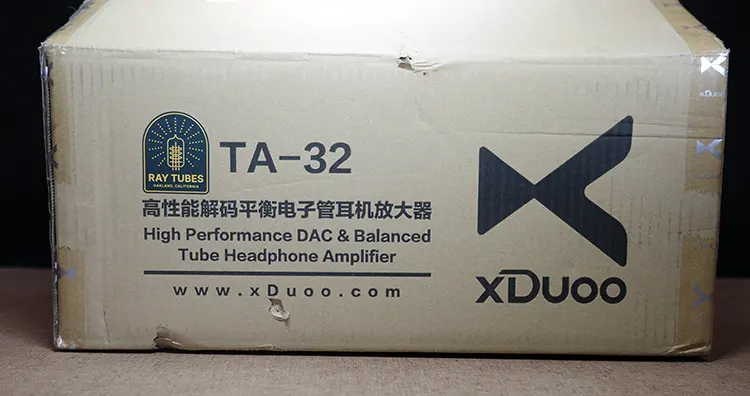 RAY TUBES
OAKLAND, CALIFORNIA
TA-32
高性能解码平衡电子管耳机放大器
High Performance DAC & Balanced
Tube Headphone Amplifier
www.xDuoo.com
xDuoo
xDuoo